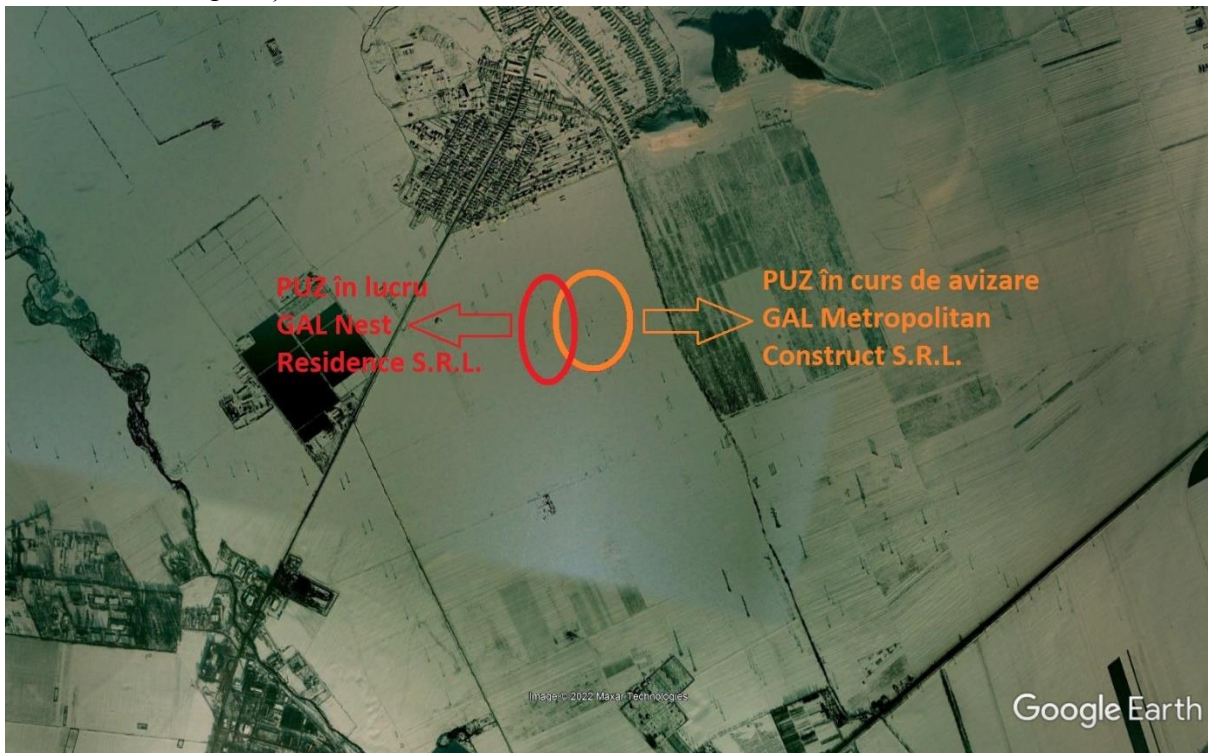 PUZ în lucru
GAL Nest
Residence S.R.L.
PUZ în curs de avizare
GAL Metropolitan
Construct S.R.L.
Image © 2022 Maxar Technologies
Google Earth